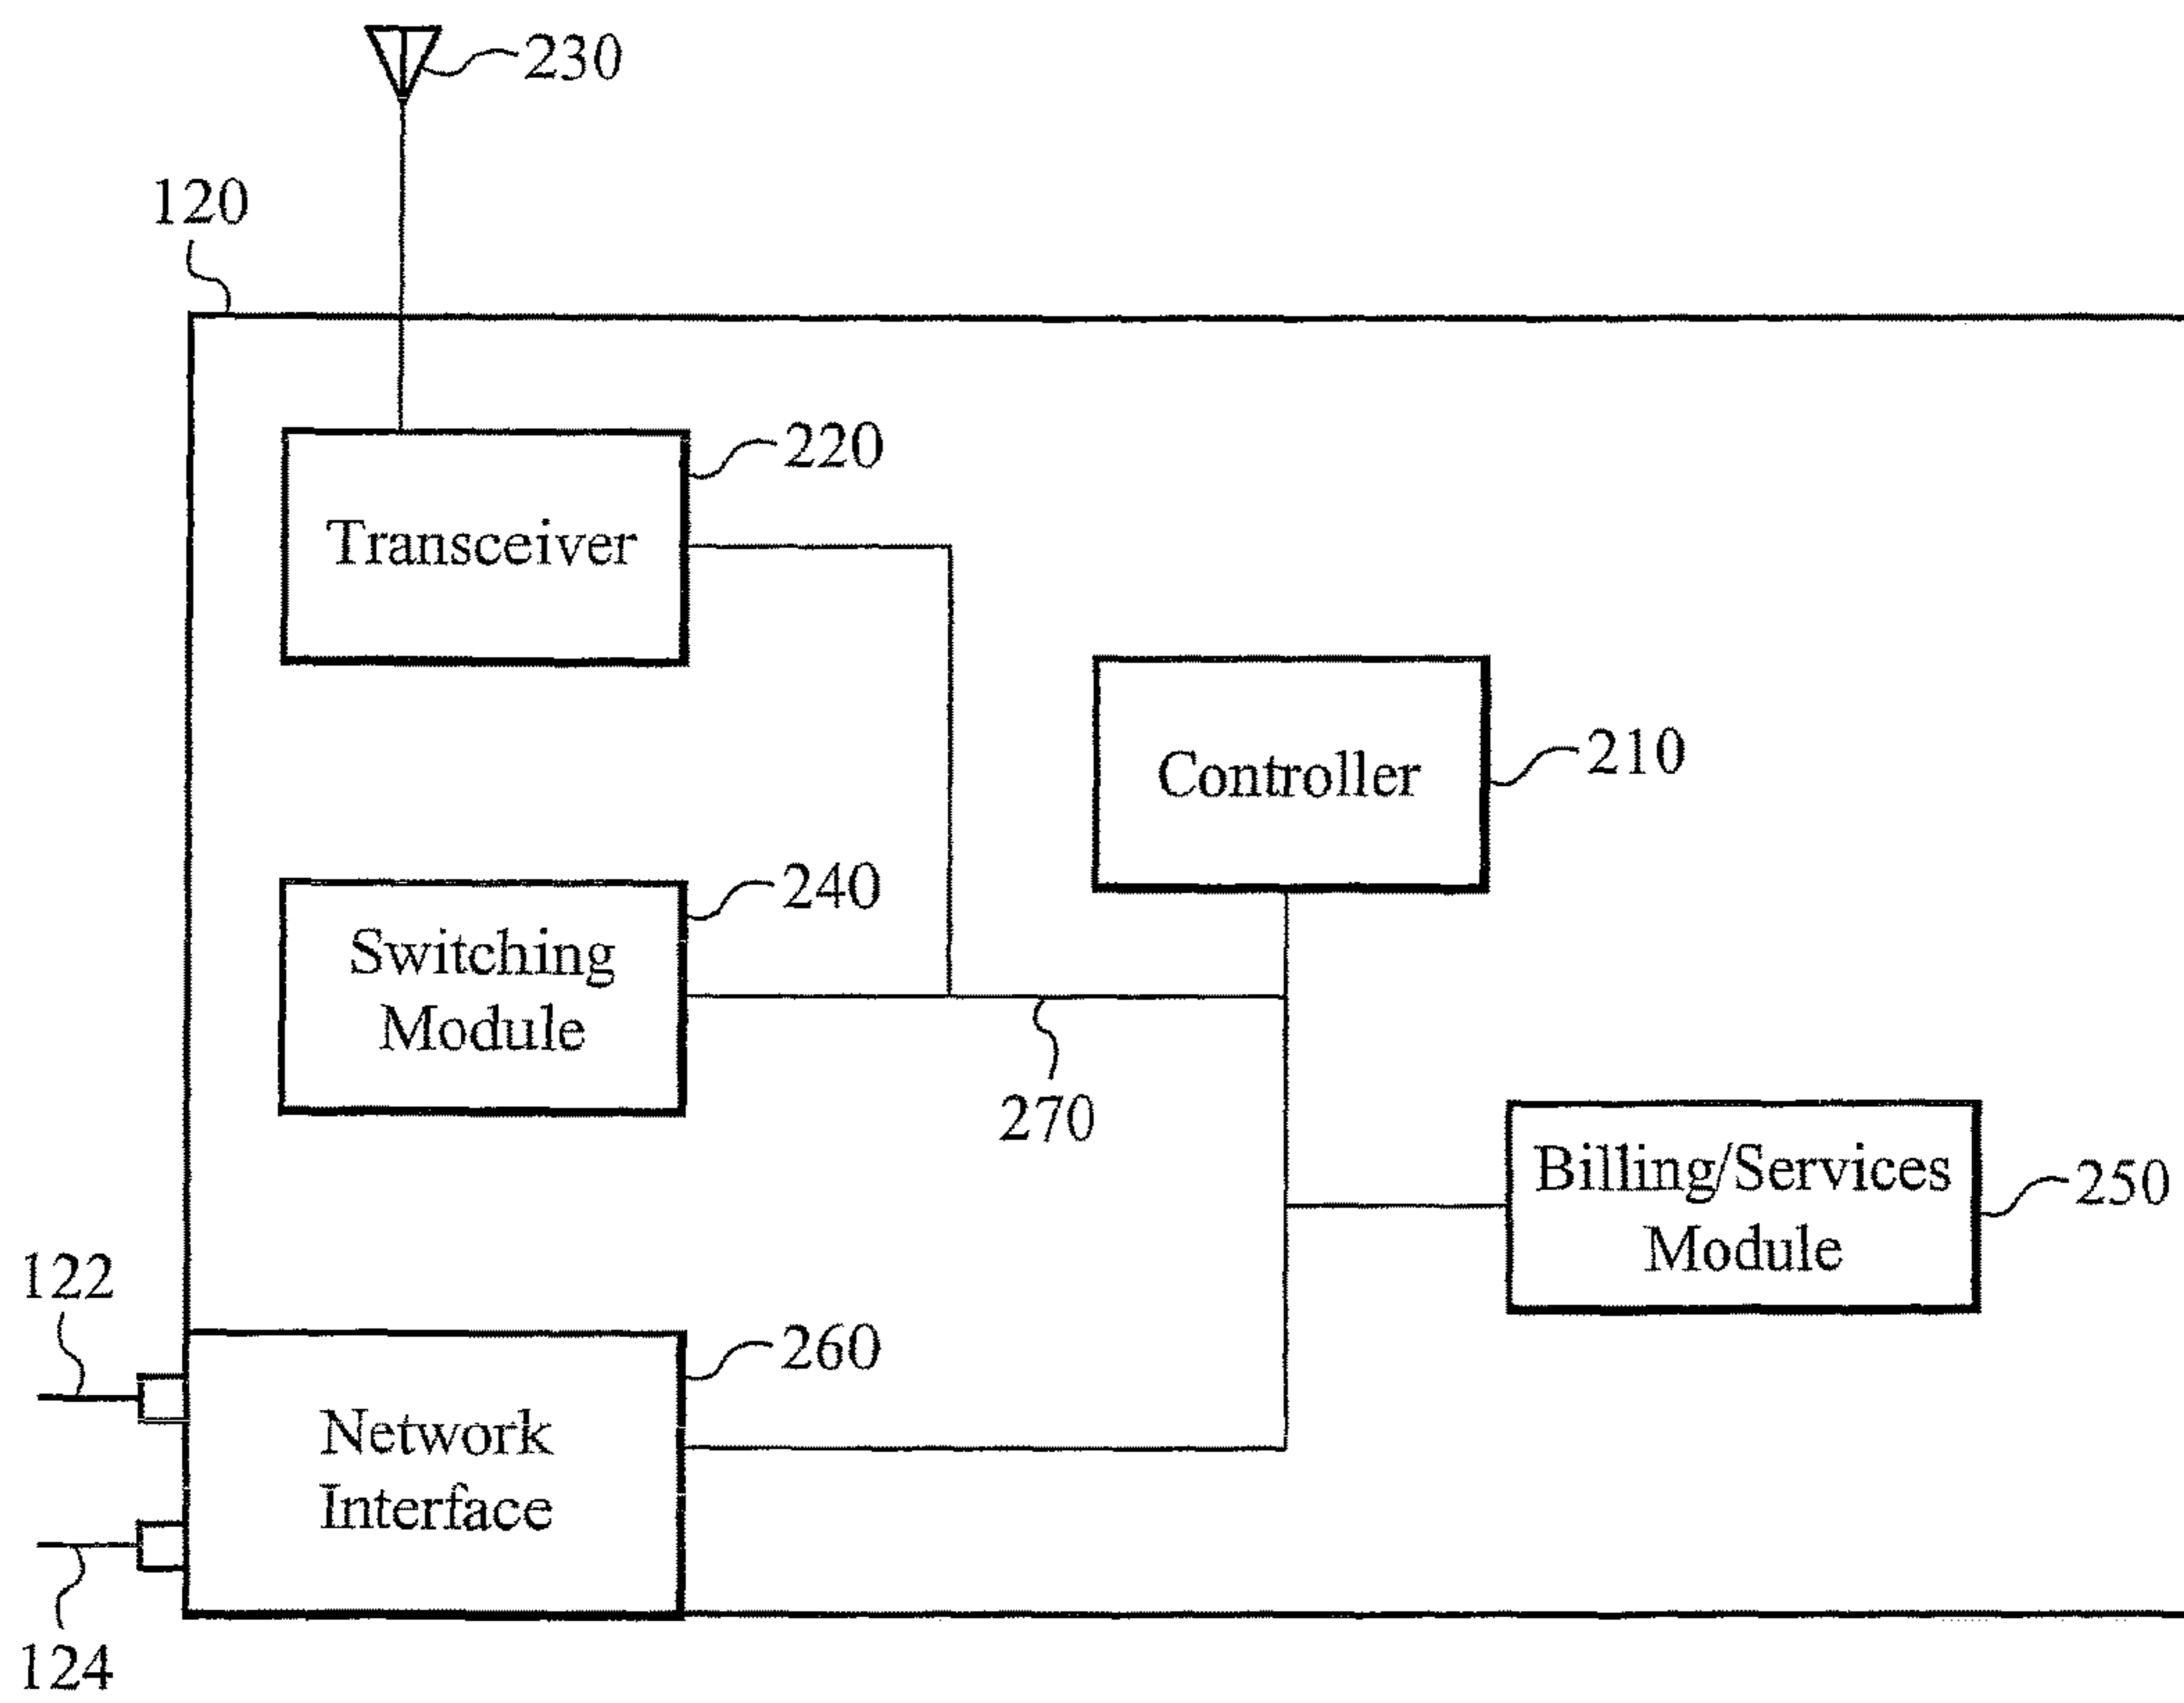 230
120
220
Transceiver
Controller
210
240
Switching
Module
270
Billing/Services
Module
250
122
260
Network
Interface
124